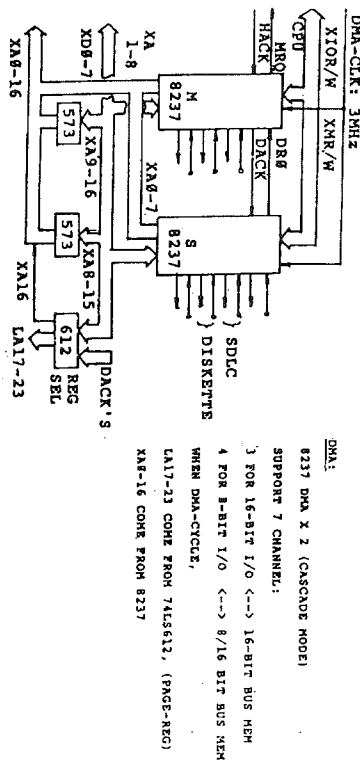 DMA-CLK: 3MHz
XIOR/W XMR/W
CPU
MRQ
HACK
DR0
DACK
M
8237
S
8237
XA
1-8
XD0-7
XA0-16
XA0-7
573
XA9-16
573
XA8-15
XA16
612
LA17-23
REG
SEL
DACK'S
} SDLC
} DISKETTE
DMA:
8237 DMA X 2 (CASCADE MODE)
SUPPORT 7 CHANNEL:
3 FOR 16-BIT I/O <--> 16-BIT BUS MEM
4 FOR 8-BIT I/O <--> 8/16 BIT BUS MEM
WHEN DMA-CYCLE,
LA17-23 COME FROM 74LS612, (PAGE-REG)
XA0-16 COME FROM 8237